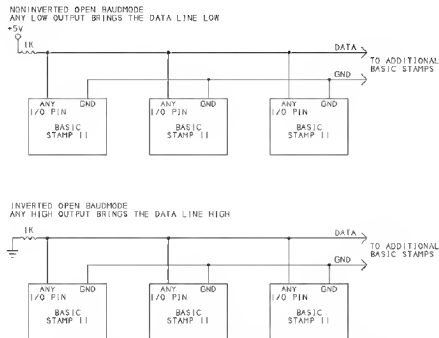 NONINVERTED OPEN BAUDMODE
ANY LOW OUTPUT BRINGS THE DATA LINE LOW
+5V
1K
DATA
TO ADDITIONAL
BASIC STAMPS
GND
ANY GND
I/O PIN
BASIC
STAMP II
ANY GND
I/O PIN
BASIC
STAMP II
ANY GND
I/O PIN
BASIC
STAMP II
INVERTED OPEN BAUDMODE
ANY HIGH OUTPUT BRINGS THE DATA LINE HIGH
1K
DATA
TO ADDITIONAL
BASIC STAMPS
GND
ANY GND
I/O PIN
BASIC
STAMP II
ANY GND
I/O PIN
BASIC
STAMP II
ANY GND
I/O PIN
BASIC
STAMP II